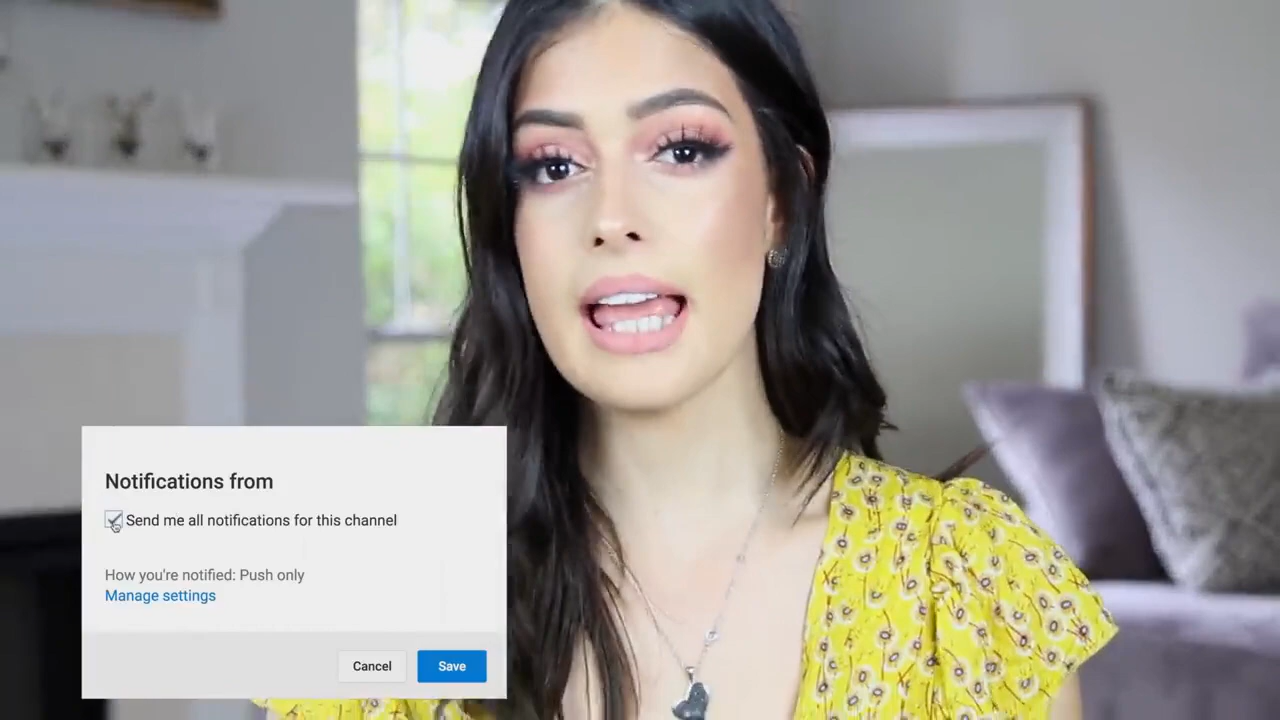 Notifications from
Send me all notifications for this channel
How you're notified: Push only
Manage settings
Cancel
Save